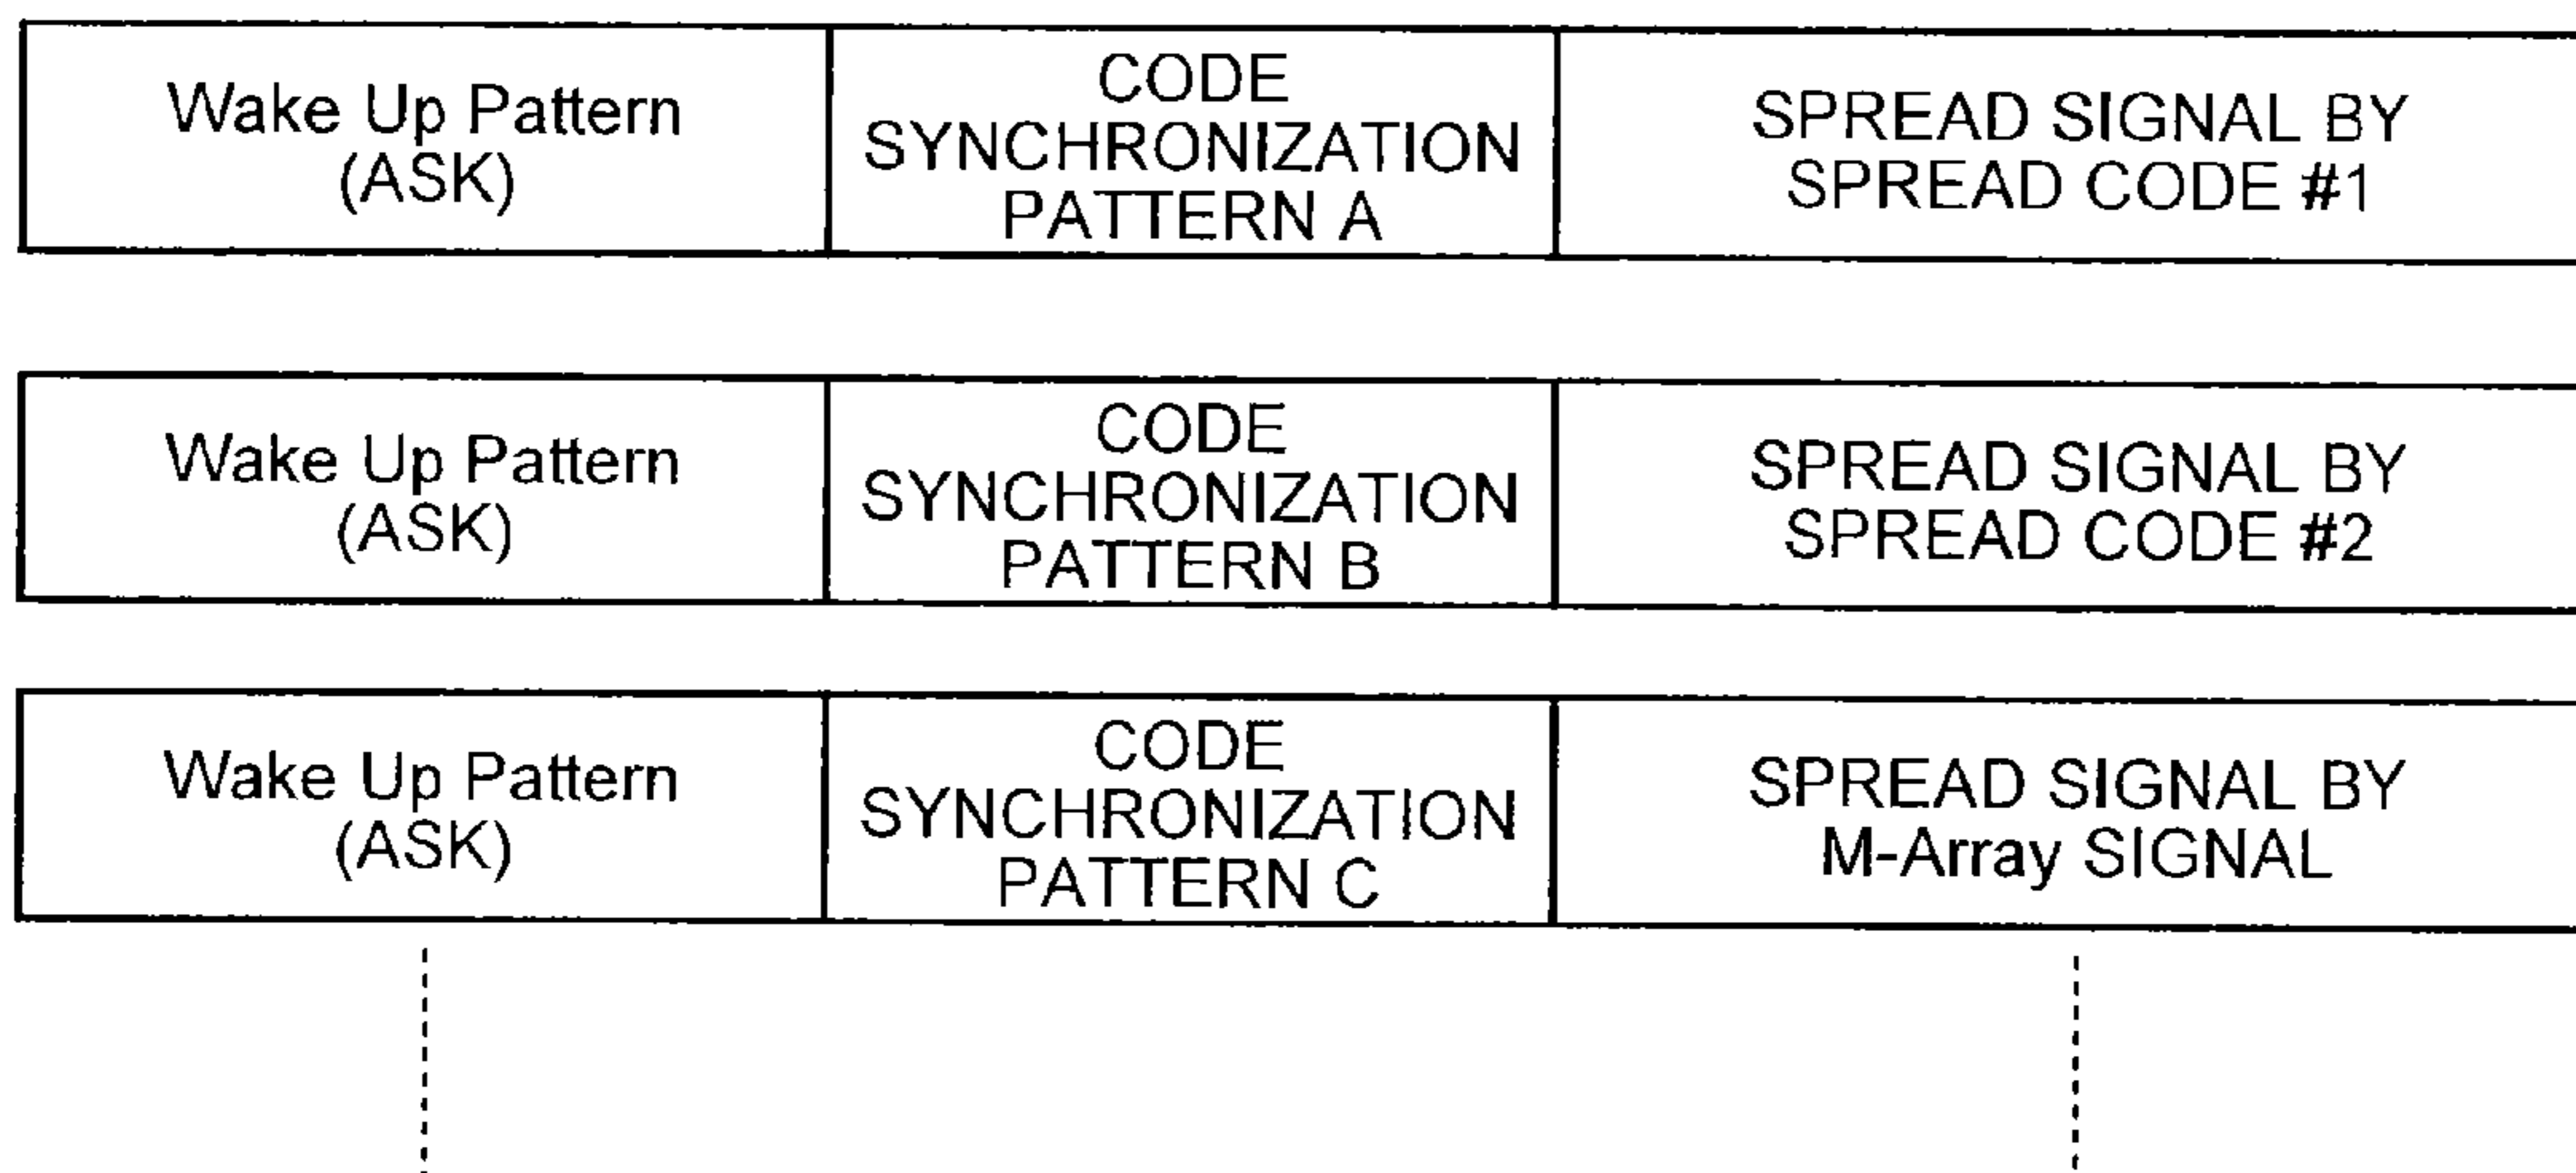 Wake Up Pattern
(ASK)
CODE
SYNCHRONIZATION
PATTERN A
SPREAD SIGNAL BY
SPREAD CODE #1
Wake Up Pattern
(ASK)
CODE
SYNCHRONIZATION
PATTERN B
SPREAD SIGNAL BY
SPREAD CODE #2
Wake Up Pattern
(ASK)
CODE
SYNCHRONIZATION
PATTERN C
SPREAD SIGNAL BY
M-Array SIGNAL